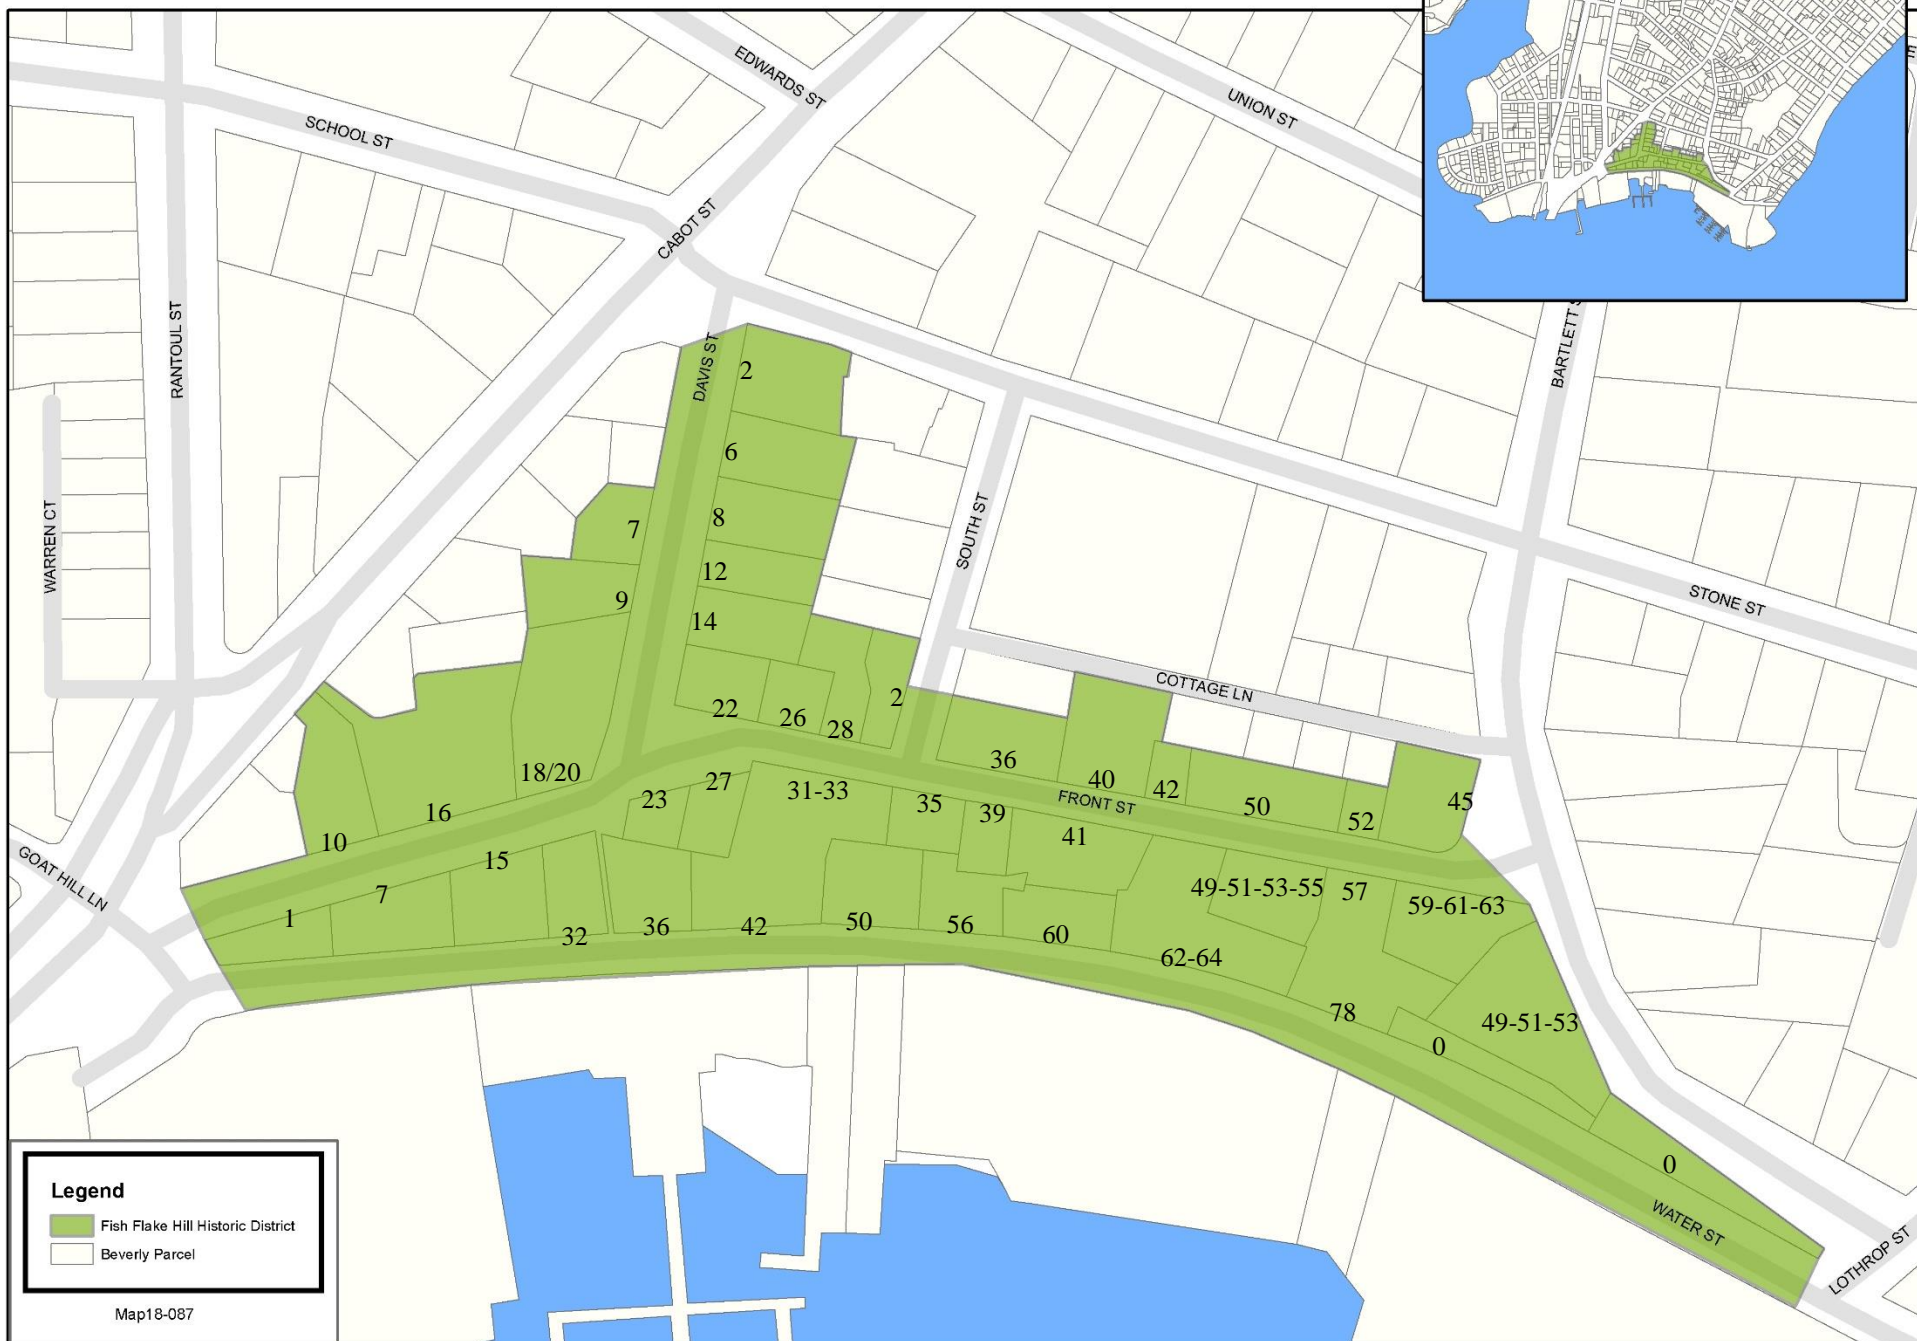 EDWARDS ST
UNION ST
E
SCHOOL ST
CABOT ST
RANTOUL ST
DAVIS ST
BARTLETT S
2
6
7
8
SOUTH ST
WARREN CT
12
9
14
STONE ST
COTTAGE LN
2
22
26
28
36
18/20
40
42
50
52
45
FRONT ST
16
10
23
27
31-33
35
39
41
GOAT HILL LN
15
7
1
49-51-53-55
57
59-61-63
32
36
42
50
56
60
62-64
78
0
49-51-53
0
WATER ST
LOTHROP ST
Legend
Fish Flake Hill Historic District
Beverly Parcel
Map18-087